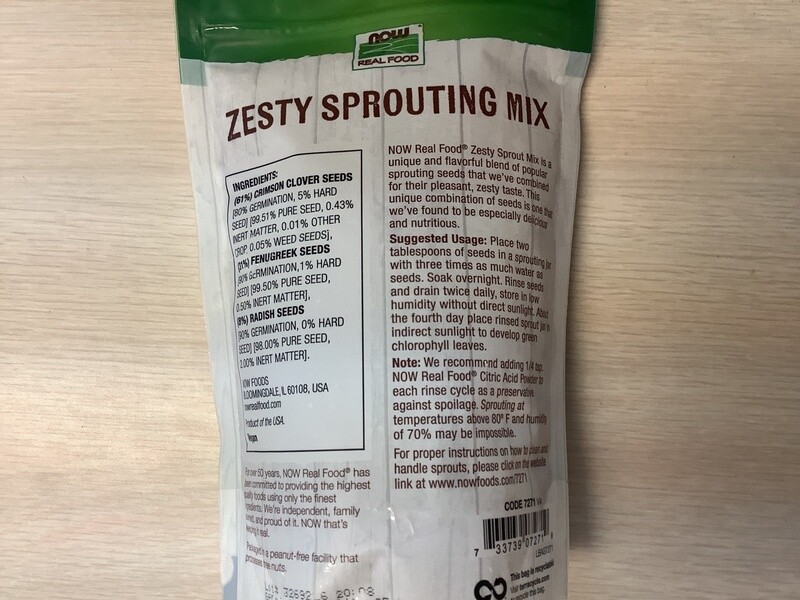 NOW
REAL FOOD
ZESTY SPROUTING MIX
INGREDIENTS:
(61%) CRIMSON CLOVER SEEDS
[80% GERMINATION, 5% HARD
SEED] [99.51% PURE SEED, 0.43%
INERT MATTER, 0.01% OTHER
CROP, 0.05% WEED SEEDS],
FENUGREEK SEEDS
[90% GERMINATION, 1% HARD
SEED] [99.50% PURE SEED,
0.50% INERT MATTER],
(8%) RADISH SEEDS
[90% GERMINATION, 0% HARD
SEED] [98.00% PURE SEED,
2.00% INERT MATTER].
NOW FOODS
BLOOMINGDALE, IL 60108, USA
nowrealfood.com
Product of the USA.
Vegan
For over 50 years, NOW Real Food® has
been committed to providing the highest
quality foods using only the finest
ingredients. We're independent, family
owned, and proud of it. NOW that's
keeping it real.
Packaged in a peanut-free facility that
processes tree nuts.
NOW Real Food® Zesty Sprout Mix is a
unique and flavorful blend of popular
sprouting seeds that we've combined
for their pleasant, zesty taste. This
unique combination of seeds is one that
we've found to be especially delicious
and nutritious.
Suggested Usage: Place two
tablespoons of seeds in a sprouting jar
with three times as much water as
seeds. Soak overnight. Rinse seeds
and drain twice daily, store in low
humidity without direct sunlight. About
the fourth day place rinsed sprout jar in
indirect sunlight to develop green
chlorophyll leaves.
Note: We recommend adding 1/4 tsp.
NOW Real Food® Citric Acid Powder to
each rinse cycle as a preservative
against spoilage. Sprouting at
temperatures above 80° F and humidity
of 70% may be impossible.
For proper instructions on how to clean and
handle sprouts, please click on the website
link at www.nowfoods.com/7271
CODE 7271 V4
7 33739 07271
This bag is recyclable.
Visit terracycle.com